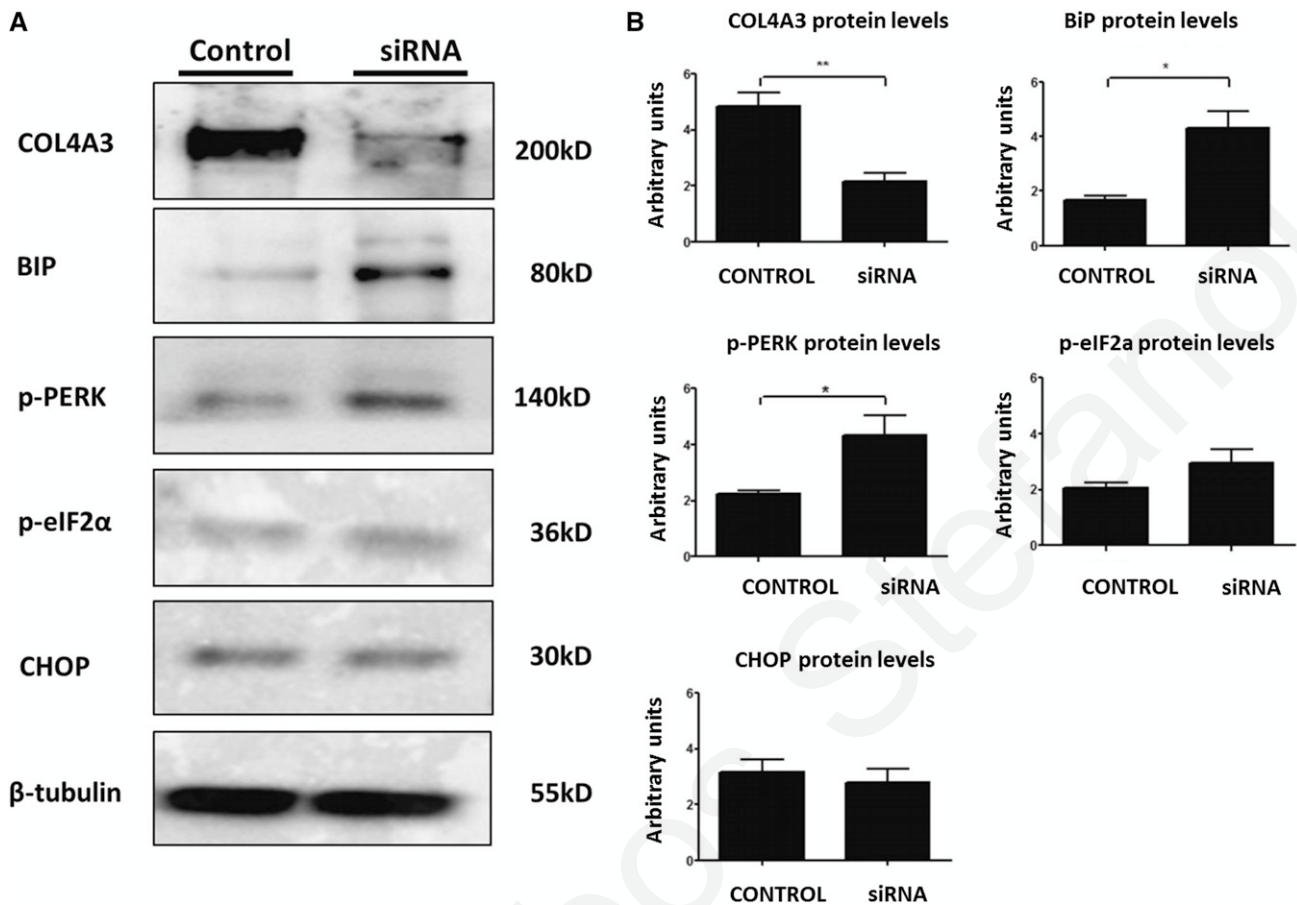 A
Control siRNA
COL4A3 200kD
BIP 80kD
p-PERK 140kD
p-eIF2α 36kD
CHOP 30kD
β-tubulin 55kD
B
COL4A3 protein levels
**
Arbitrary units
6
4
2
0
CONTROL siRNA
BiP protein levels
*
Arbitrary units
6
4
2
0
CONTROL siRNA
p-PERK protein levels
*
Arbitrary units
6
4
2
0
CONTROL siRNA
p-eIF2a protein levels
Arbitrary units
6
4
2
0
CONTROL siRNA
CHOP protein levels
Arbitrary units
6
4
2
0
CONTROL siRNA
Stefano